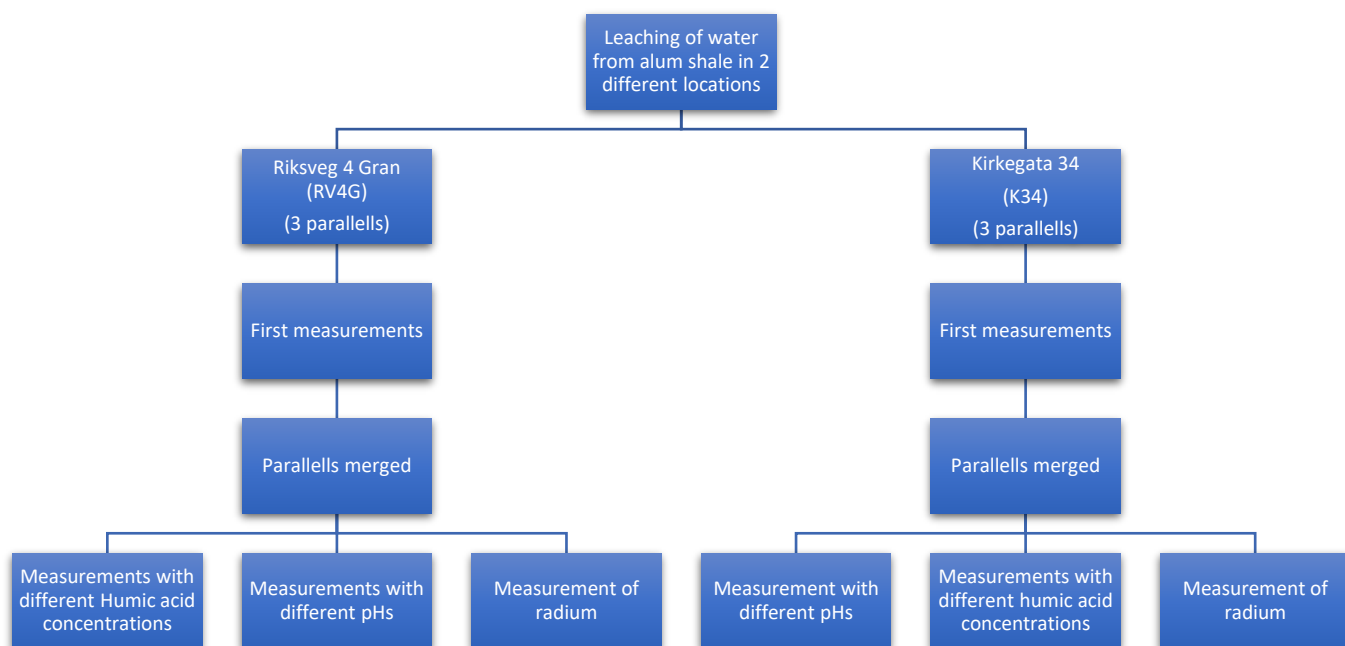 Leaching of water
from alum shale in 2
different locations
Riksveg 4 Gran
(RV4G)
(3 parallells)
Kirkegata 34
(K34)
(3 parallells)
First measurements
First measurements
Parallells merged
Parallells merged
Measurements with
different Humic acid
concentrations
Measurements with
different pHs
Measurement of
radium
Measurement with
different pHs
Measurements with
different humic acid
concentrations
Measurement of
radium